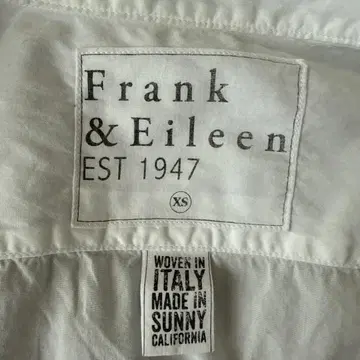 Frank
& Eileen
EST 1947
XS
WOVEN IN
ITALY
MADE IN
SUNNY
CALIFORNIA